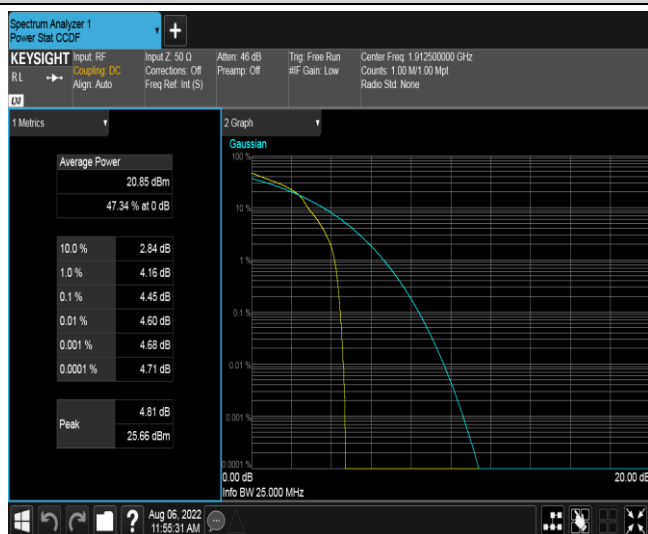 Spectrum Analyzer 1
Power Stat CCDF
+
KEYSIGHT
RL
LXI
Input: RF
Coupling: DC
Align: Auto
Input Z: 50 Ω
Corrections: Off
Freq Ref: Int (S)
Atten: 46 dB
Preamp: Off
Trig: Free Run
#IF Gain: Low
Center Freq: 1.912500000 GHz
Counts: 1.00 M/1.00 Mpt
Radio Std: None
1 Metrics
Average Power
20.85 dBm
47.34 % at 0 dB
10.0 % 2.84 dB
1.0 % 4.16 dB
0.1 % 4.45 dB
0.01 % 4.60 dB
0.001 % 4.68 dB
0.0001 % 4.71 dB
Peak
4.81 dB
25.66 dBm
2 Graph
Gaussian
100 %
10 %
1 %
0.1 %
0.01 %
0.001 %
0.0001 %
0.00 dB 20.00 dB
Info BW 25.000 MHz
?
Aug 06, 2022
11:55:31 AM